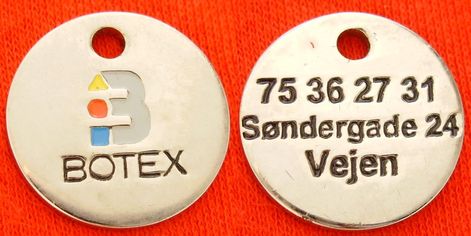 BOTEX
75 36 27 31
Søndergade 24
Vejen